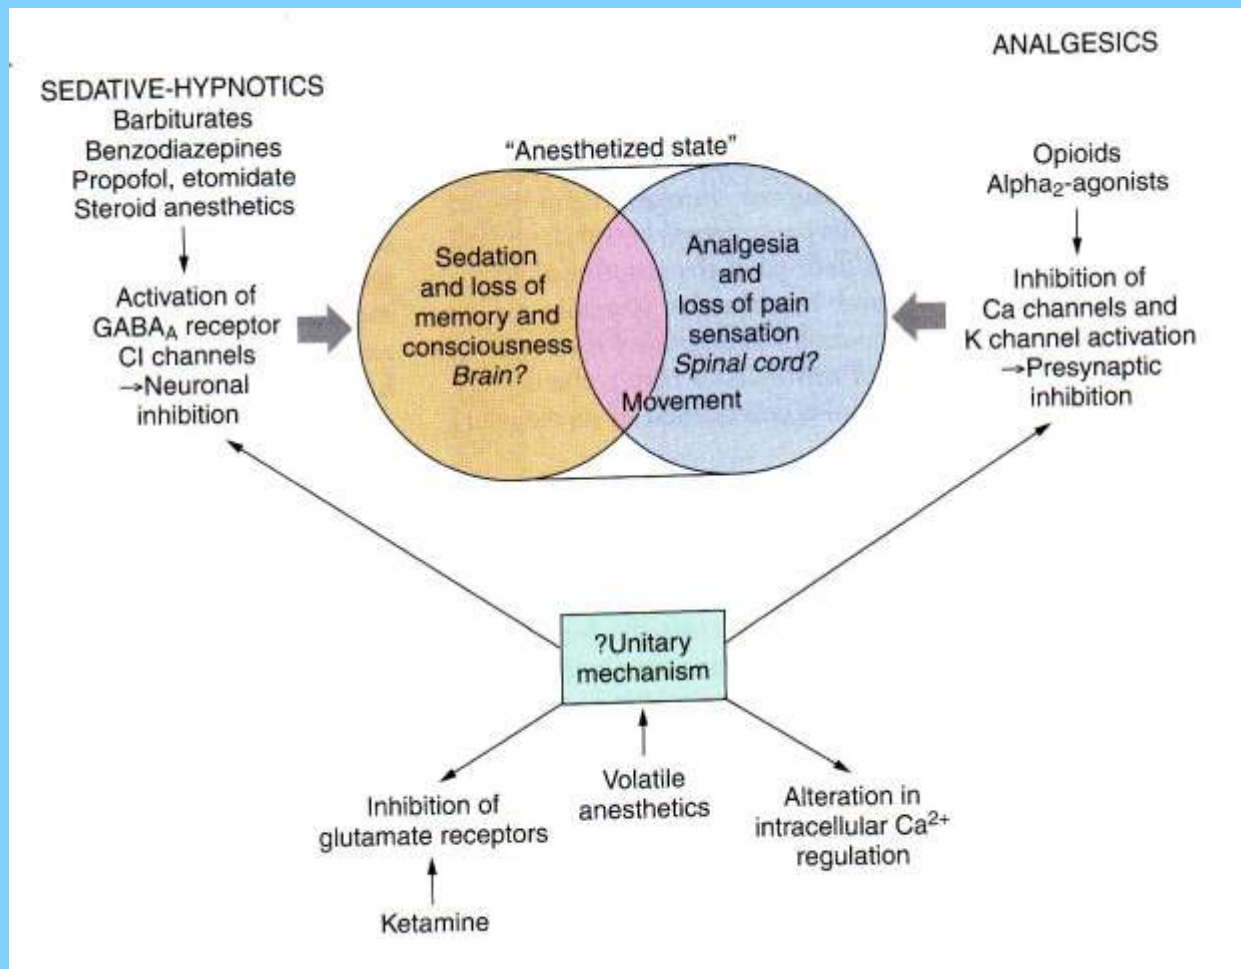 SEDATIVE-HYPNOTICS
Barbiturates
Benzodiazepines
Propofol, etomidate
Steroid anesthetics
Activation of
GABA_A receptor
Cl channels
→Neuronal
inhibition
"Anesthetized state"
Sedation
and loss of
memory and
consciousness
Brain?
Analgesia
and
loss of pain
sensation
Spinal cord?
Movement
ANALGESICS
Opioids
Alpha₂-agonists
Inhibition of
Ca channels and
K channel activation
→Presynaptic
inhibition
?Unitary
mechanism
Inhibition of
glutamate receptors
Ketamine
Volatile
anesthetics
Alteration in
intracellular Ca²⁺
regulation